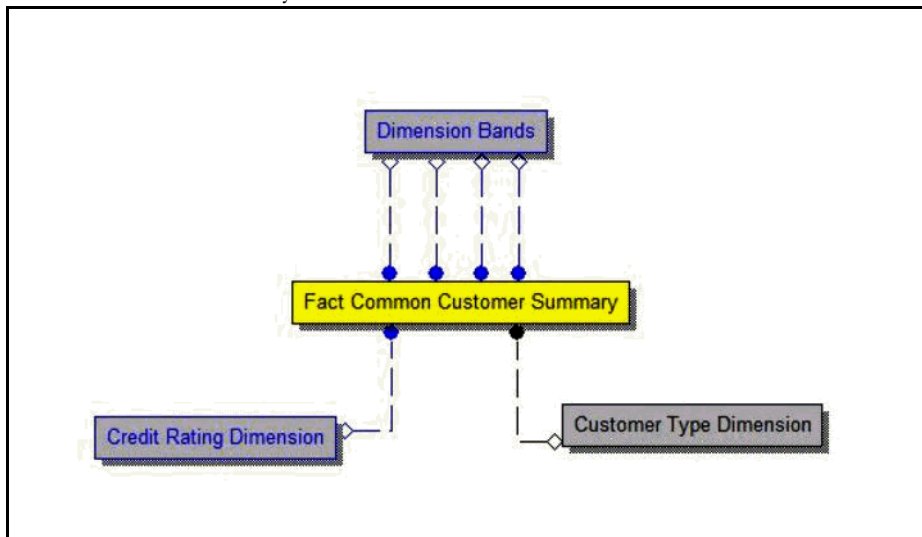 Dimension Bands
Fact Common Customer Summary
Credit Rating Dimension
Customer Type Dimension